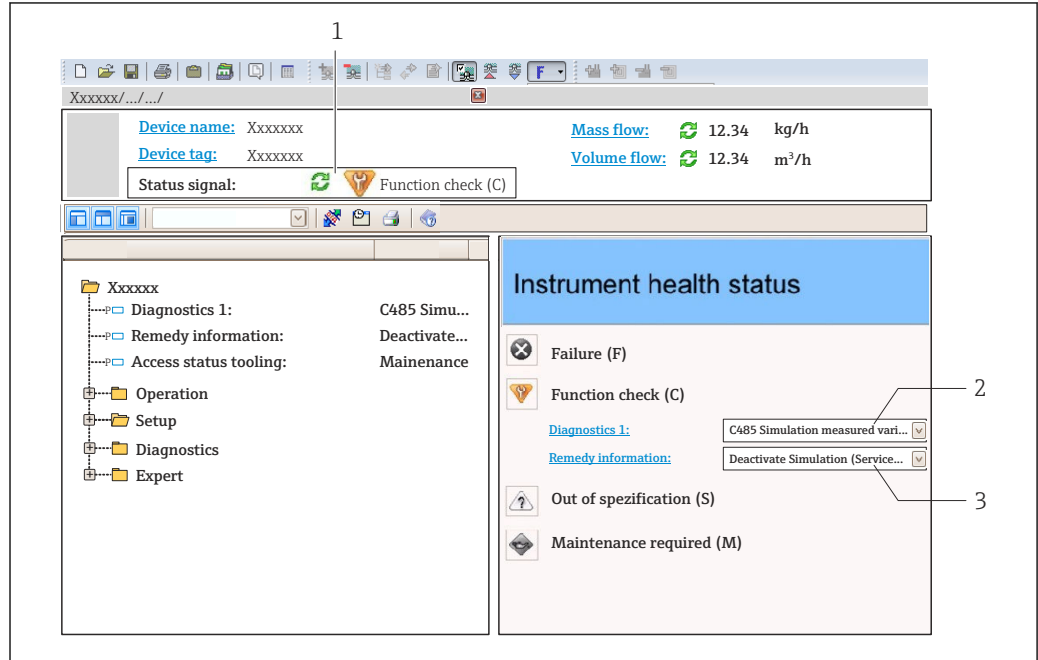 1
F
Xxxxxx/.../.../
Device name: Xxxxxxx
Mass flow: 12.34 kg/h
Device tag: Xxxxxxx
Volume flow: 12.34 m³/h
Status signal: Function check (C)
Xxxxxx
Diagnostics 1: C485 Simu...
Remedy information: Deactivate...
Access status tooling: Mainenance
Operation
Setup
Diagnostics
Expert
Instrument health status
Failure (F)
Function check (C)
2
Diagnostics 1: C485 Simulation measured vari...
Remedy information: Deactivate Simulation (Service...
Out of spezification (S)
3
Maintenance required (M)